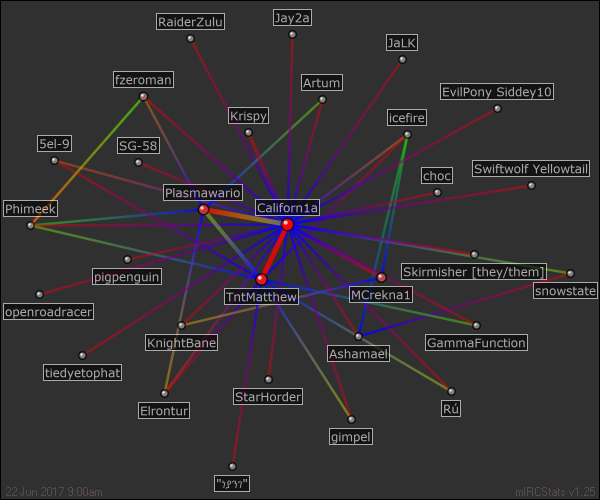 RaiderZulu
Jay2a
JaLK
fzeroman
Artum
EvilPony Siddey10
Krispy
icefire
5el-9
SG-58
Plasmawario
choc
Swiftwolf Yellowtail
Phimeek
Californ1a
pigpenguin
Skirmisher [they/them]
snowstate
openroadracer
TntMatthew
MCrekna1
KnightBane
GammaFunction
Ashamael
tiedyetophat
StarHorder
Elrontur
Rú
gimpel
22 Jun 2017 9:00am
mIRCStats v1.25